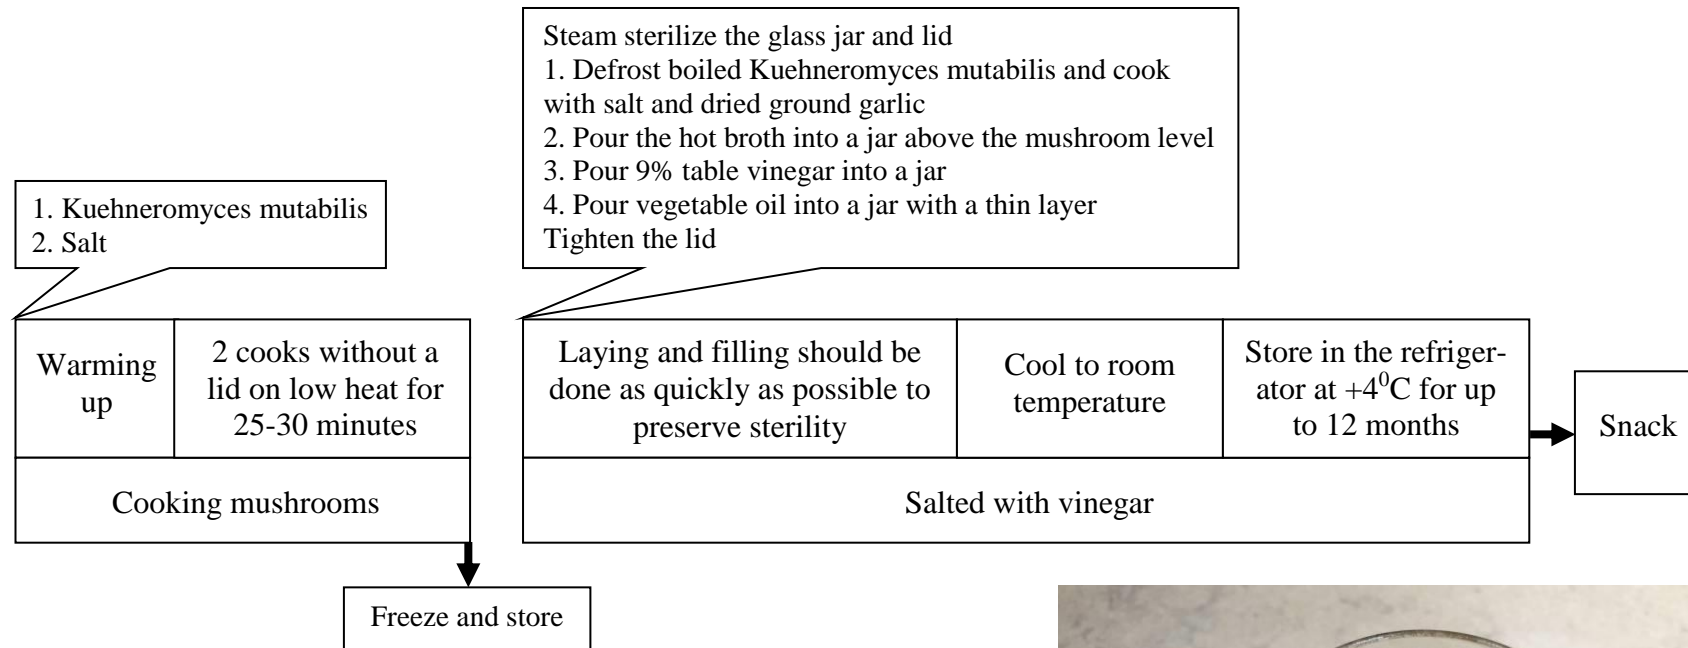 Steam sterilize the glass jar and lid
1. Defrost boiled Kuehneromyces mutabilis and cook
with salt and dried ground garlic
2. Pour the hot broth into a jar above the mushroom level
3. Pour 9% table vinegar into a jar
4. Pour vegetable oil into a jar with a thin layer
Tighten the lid
1. Kuehneromyces mutabilis
2. Salt
Warming
up
2 cooks without a
lid on low heat for
25-30 minutes
Cooking mushrooms
Freeze and store
Laying and filling should be
done as quickly as possible to
preserve sterility
Cool to room
temperature
Store in the refriger-
ator at +4⁰C for up
to 12 months
Salted with vinegar
Snack